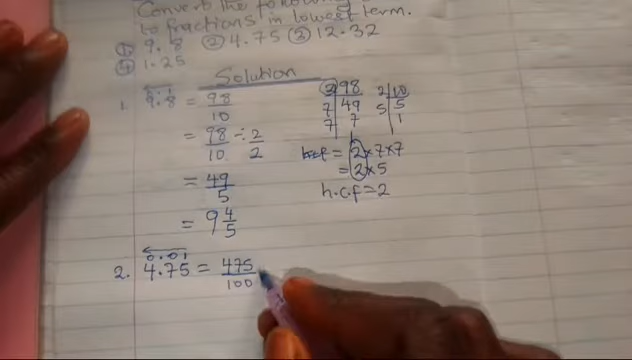 Convert the following
to fractions in lowest term.
① 9.8 ② 4.75 ③ 12.32
④ 1.25
Solution
1. 9.8 = 98/10
= 98/10 ÷ 2/2
= 49/5
= 9 4/5
2 98
7 49
7 7
1
2 10
5 5
1
h.c.f = 2×7×7
= 2×5
h.c.f = 2
0.01
2. 4.75 = 475/100